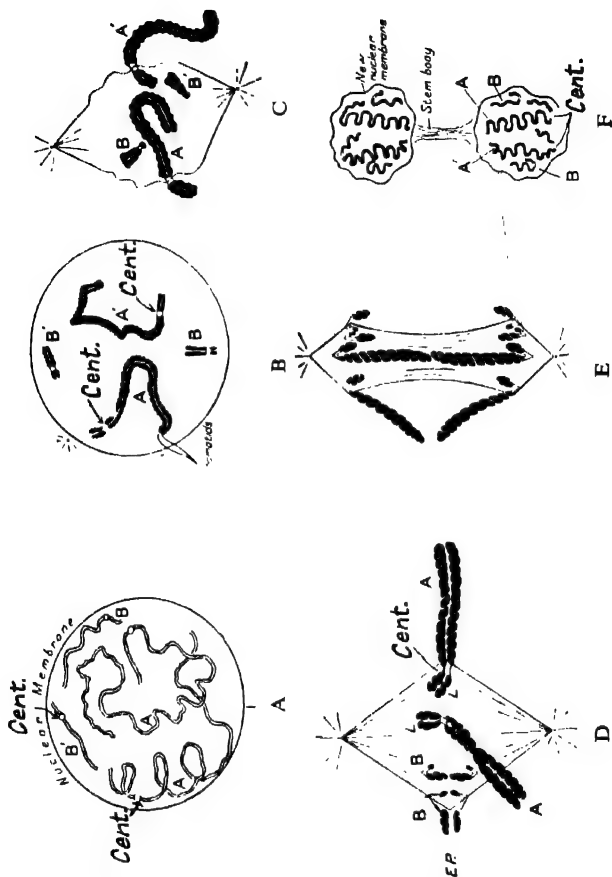 Cent.
Nuclear Membrane
B'
B
Cent.
A'
A
A
A
B'
Cent.
A
A'
Cent.
B
B
A'
B
B'
A
C
Cent.
B
B
L
L
A
A
E.P.
D
E
New
nuclear
membrane
Stem body
A
A
B
B
Cent.
F